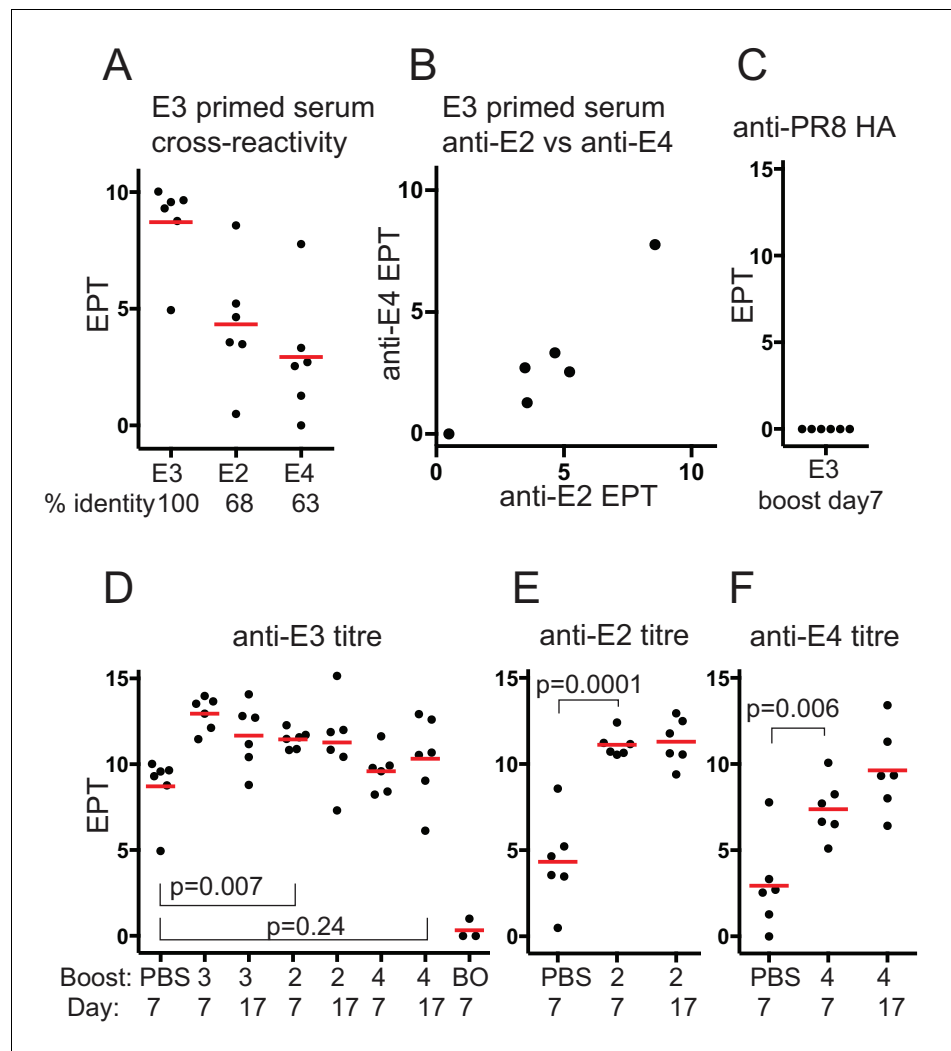 A
E3 primed serum
cross-reactivity
EPT
10
5
0
E3 E2 E4
% identity 100 68 63
B
E3 primed serum
anti-E2 vs anti-E4
anti-E4 EPT
10
5
0
0 5 10
anti-E2 EPT
C
anti-PR8 HA
EPT
15
10
5
0
E3
boost day7
D
anti-E3 titre
EPT
15
10
5
0
p=0.007
p=0.24
Boost: PBS 3 3 2 2 4 4 BO
Day: 7 7 17 7 17 7 17 7
E
anti-E2 titre
15
10
5
0
p=0.0001
PBS 2 2
7 7 17
F
anti-E4 titre
15
10
5
0
p=0.006
PBS 4 4
7 7 17